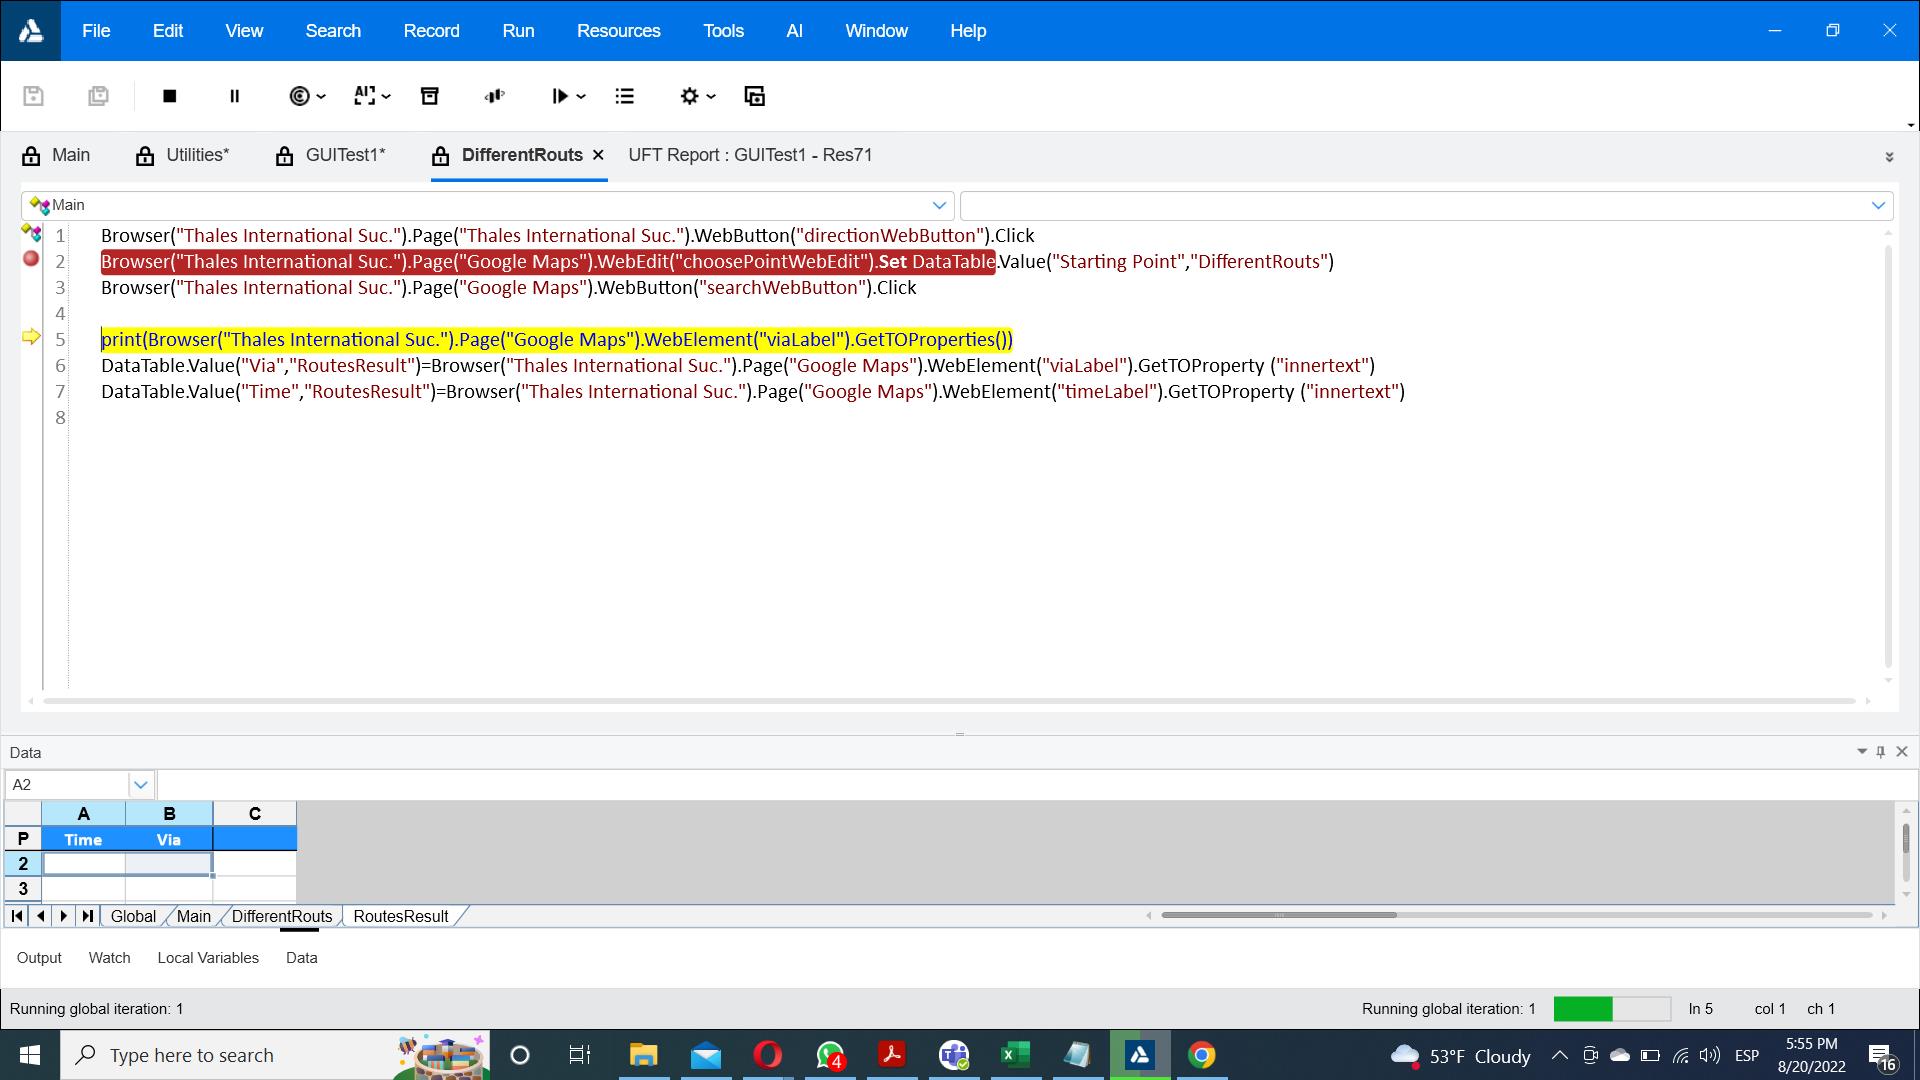 File Edit View Search Record Run Resources Tools AI Window Help
Main Utilities* GUITest1* DifferentRouts UFT Report : GUITest1 - Res71
Main
1 Browser("Thales International Suc.").Page("Thales International Suc.").WebButton("directionWebButton").Click
2 Browser("Thales International Suc.").Page("Google Maps").WebEdit("choosePointWebEdit").Set DataTable.Value("Starting Point","DifferentRouts")
3 Browser("Thales International Suc.").Page("Google Maps").WebButton("searchWebButton").Click
4
5 print(Browser("Thales International Suc.").Page("Google Maps").WebElement("viaLabel").GetTOProperties())
6 DataTable.Value("Via","RoutesResult")=Browser("Thales International Suc.").Page("Google Maps").WebElement("viaLabel").GetTOProperty ("innertext")
7 DataTable.Value("Time","RoutesResult")=Browser("Thales International Suc.").Page("Google Maps").WebElement("timeLabel").GetTOProperty ("innertext")
8
Data
A2
A B C
P Time Via
2
3
Global Main DifferentRouts RoutesResult
Output Watch Local Variables Data
Running global iteration: 1 Running global iteration: 1 ln 5 col 1 ch 1
Type here to search 4 53°F Cloudy ESP 5:55 PM
8/20/2022 16